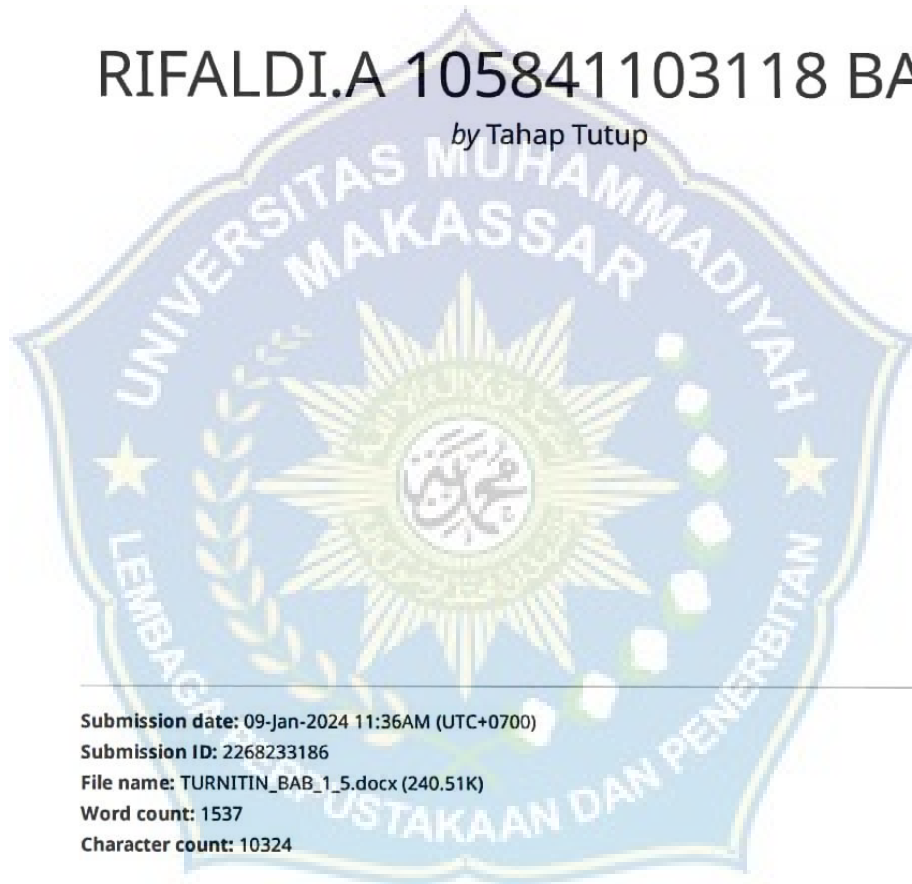 RIFALDI.A 105841103118 BA
by Tahap Tutup
UNIVERSITAS MUHAMMADIYAH
MAKASSAR
محمد
LEMBAGA PERPUSTAKAAN DAN PENERBITAN
Submission date: 09-Jan-2024 11:36AM (UTC+0700)
Submission ID: 2268233186
File name: TURNITIN_BAB_1_5.docx (240.51K)
Word count: 1537
Character count: 10324